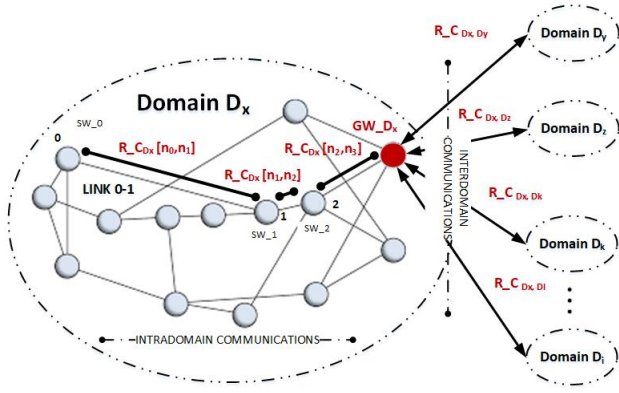 R_C Dx, Dy
Domain Dy
SW_0
Domain Dx
GW_Dx
R_C Dx, Dz
Domain Dz
0
R_CDx [n0,n1]
R_CDx [n2,n3]
R_CDx [n1,n2]
INTERDOMAIN
COMMUNICATIONS
LINK 0-1
R_C Dx, Dk
1
2
SW_1
SW_2
Domain Dk
R_C Dx, Di
INTRADOMAIN COMMUNICATIONS
Domain Di